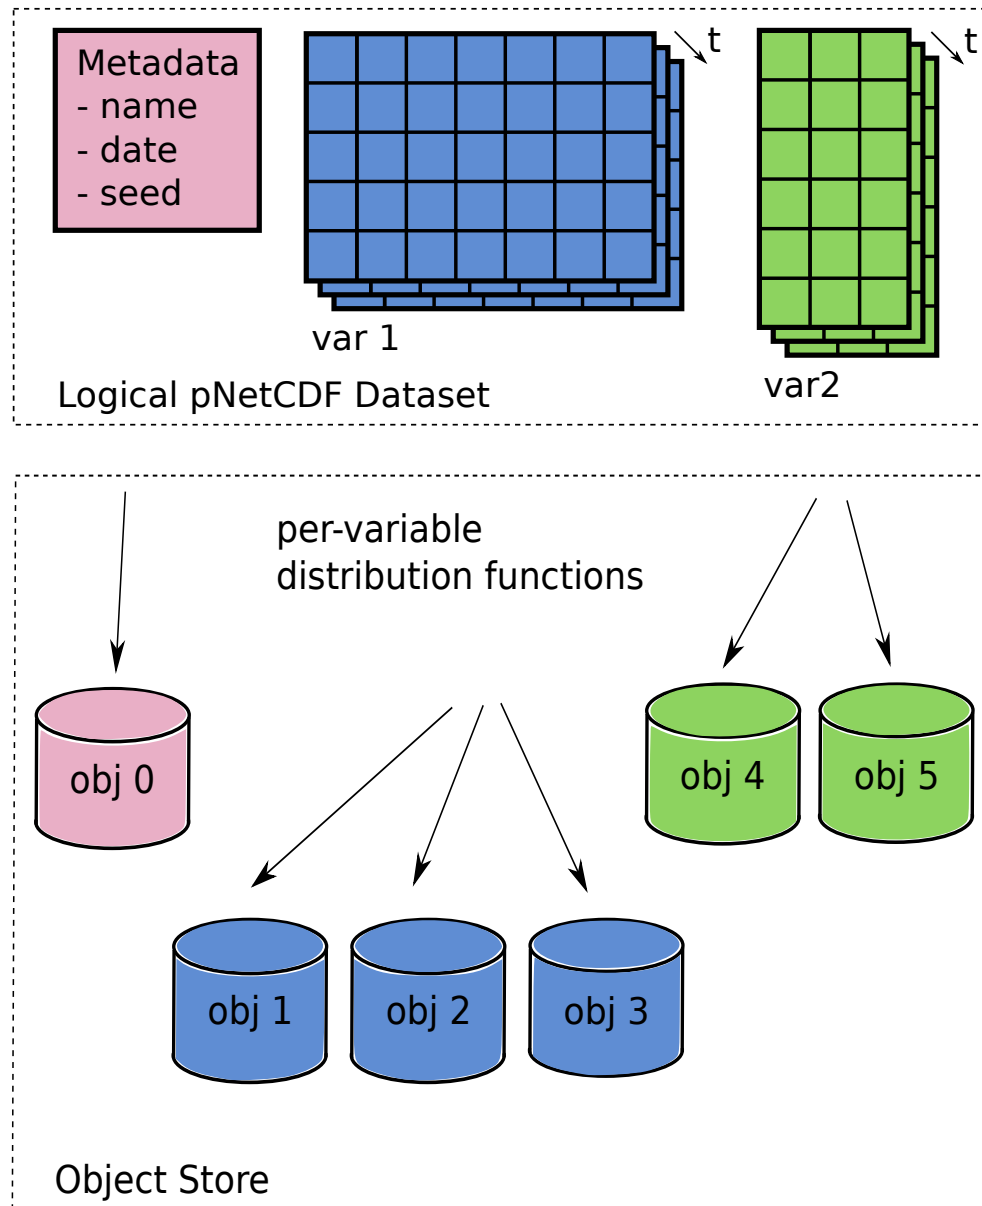 Metadata
- name
- date
- seed
t
t
var 1
var2
Logical pNetCDF Dataset
per-variable
distribution functions
obj 0
obj 4
obj 5
obj 1
obj 2
obj 3
Object Store